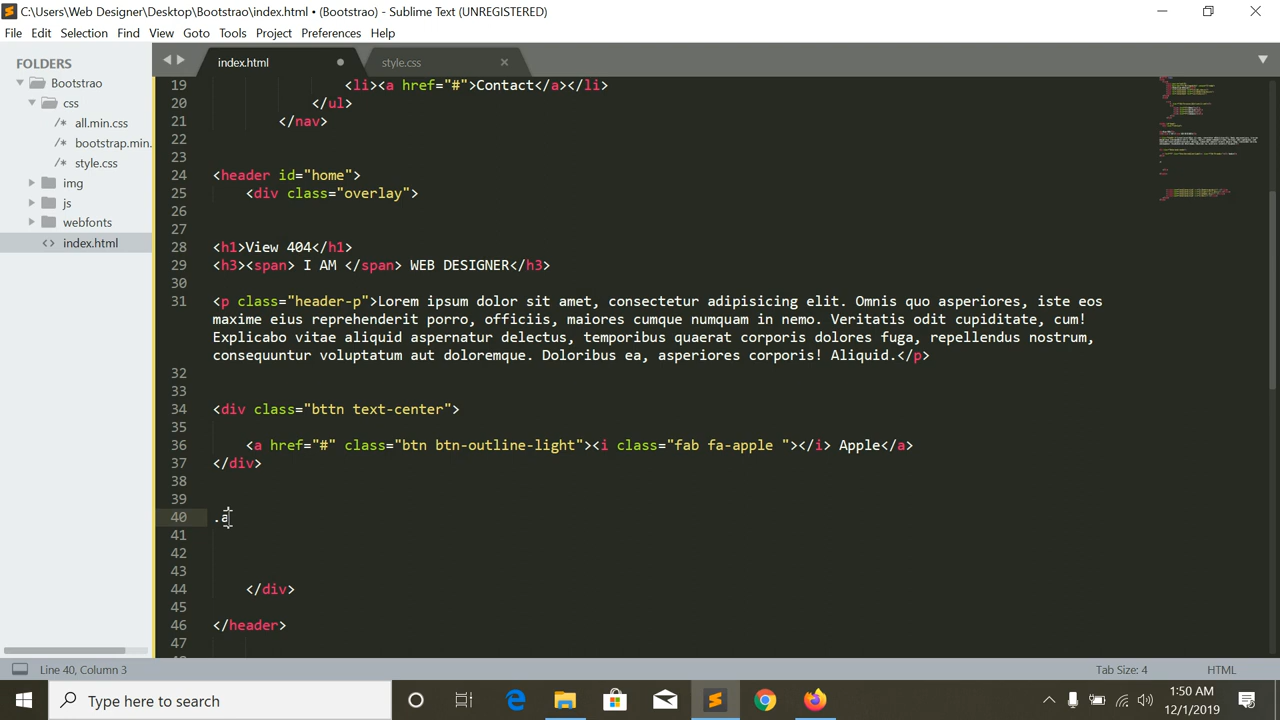 C:\Users\Web Designer\Desktop\Bootstrao\index.html • (Bootstrao) - Sublime Text (UNREGISTERED)
File Edit Selection Find View Goto Tools Project Preferences Help
FOLDERS
Bootstrao
css
all.min.css
bootstrap.min.
style.css
img
js
webfonts
index.html
index.html style.css
19 <li><a href="#">Contact</a></li>
20 </ul>
21 </nav>
22
23
24 <header id="home">
25 <div class="overlay">
26
27
28 <h1>View 404</h1>
29 <h3><span> I AM </span> WEB DESIGNER</h3>
30
31 <p class="header-p">Lorem ipsum dolor sit amet, consectetur adipisicing elit. Omnis quo asperiores, iste eos
maxime eius reprehenderit porro, officiis, maiores cumque numquam in nemo. Veritatis odit cupiditate, cum!
Explicabo vitae aliquid aspernatur delectus, temporibus quaerat corporis dolores fuga, repellendus nostrum,
consequuntur voluptatum aut doloremque. Doloribus ea, asperiores corporis! Aliquid.</p>
32
33
34 <div class="bttn text-center">
35
36 <a href="#" class="btn btn-outline-light"><i class="fab fa-apple "></i> Apple</a>
37 </div>
38
39
40 .a
41
42
43
44 </div>
45
46 </header>
47
Line 40, Column 3 Tab Size: 4 HTML
Type here to search
1:50 AM
12/1/2019